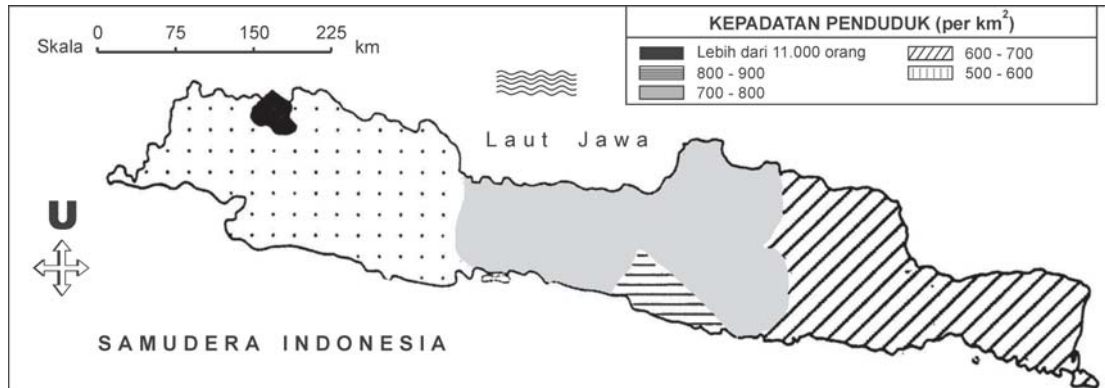 Skala 0 75 150 225 km
KEPADATAN PENDUDUK (per km²)
Lebih dari 11.000 orang
800 - 900
700 - 800
600 - 700
500 - 600
Laut Jawa
U
SAMUDERA INDONESIA